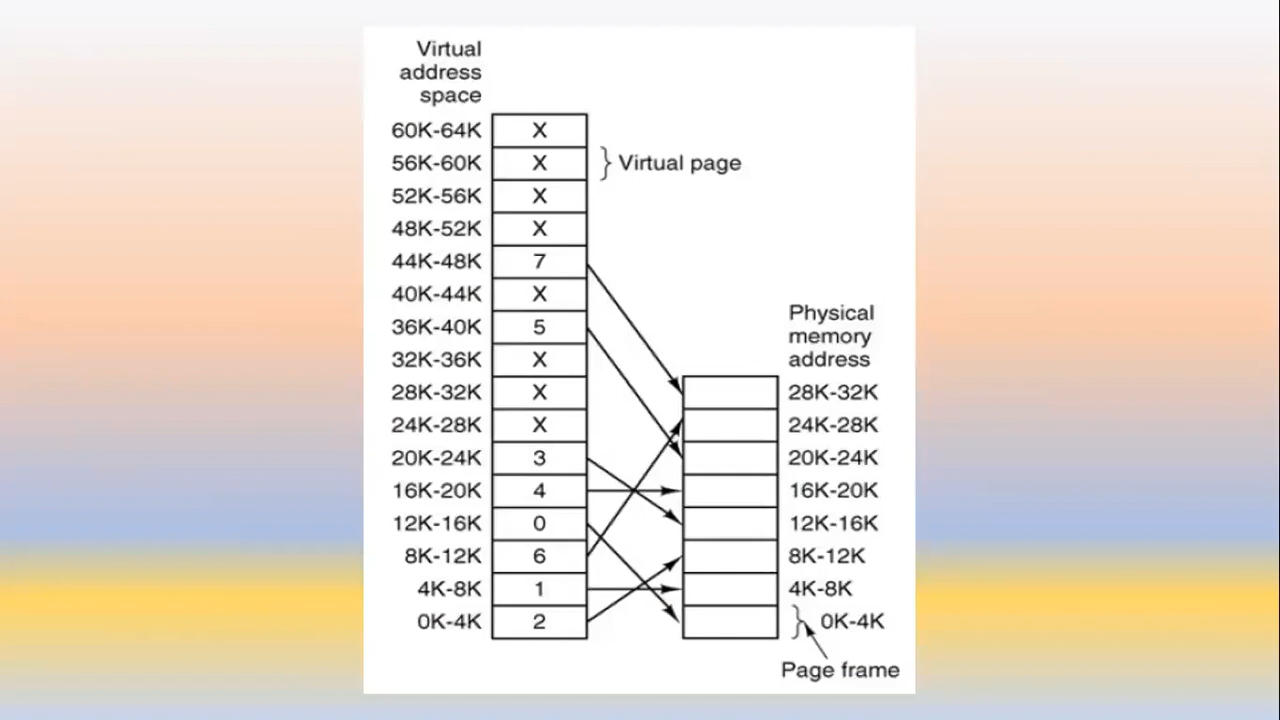 Virtual
address
space
60K-64K X
56K-60K X } Virtual page
52K-56K X
48K-52K X
44K-48K 7
40K-44K X
36K-40K 5
32K-36K X
28K-32K X
24K-28K X
20K-24K 3
16K-20K 4
12K-16K 0
8K-12K 6
4K-8K 1
0K-4K 2
Physical
memory
address
28K-32K
24K-28K
20K-24K
16K-20K
12K-16K
8K-12K
4K-8K
} 0K-4K
Page frame